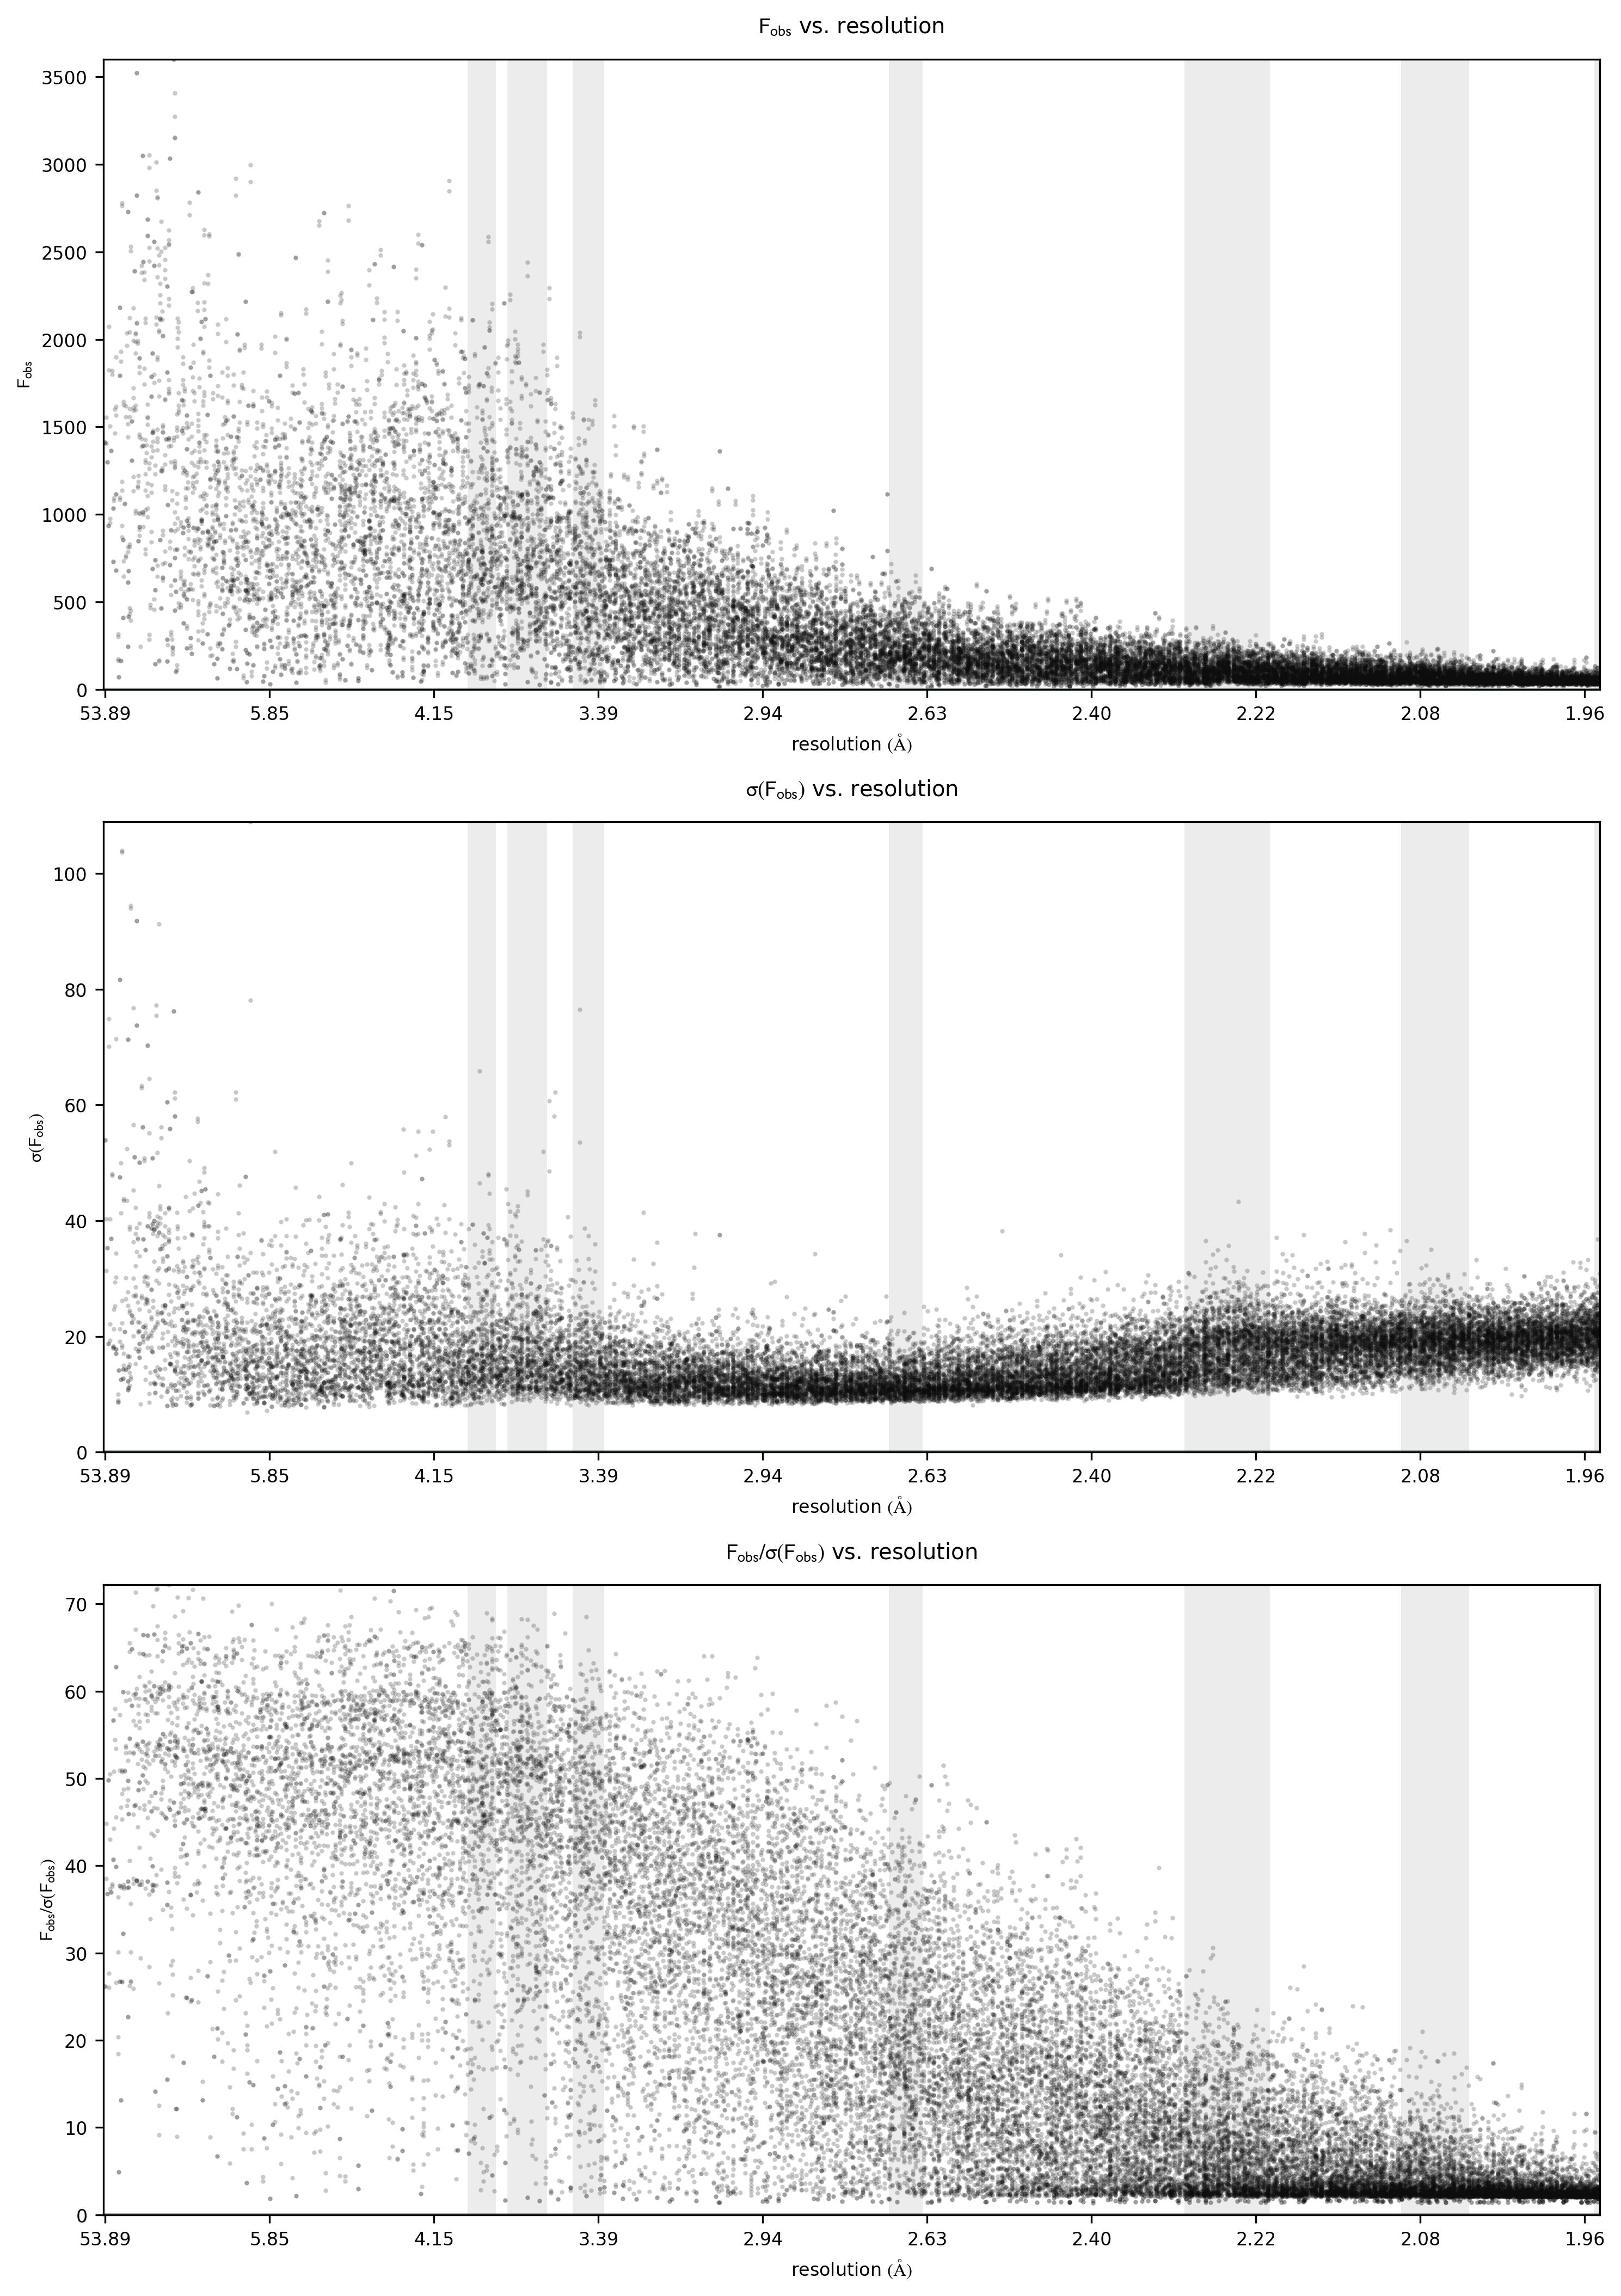 Fobs vs. resolution
3500
3000
2500
2000
1500
1000
500
0
Fobs
53.89 5.85 4.15 3.39 2.94 2.63 2.40 2.22 2.08 1.96
resolution (Å)
σ(Fobs) vs. resolution
100
80
60
40
20
0
σ(Fobs)
53.89 5.85 4.15 3.39 2.94 2.63 2.40 2.22 2.08 1.96
resolution (Å)
Fobs/σ(Fobs) vs. resolution
70
60
50
40
30
20
10
0
Fobs/σ(Fobs)
53.89 5.85 4.15 3.39 2.94 2.63 2.40 2.22 2.08 1.96
resolution (Å)